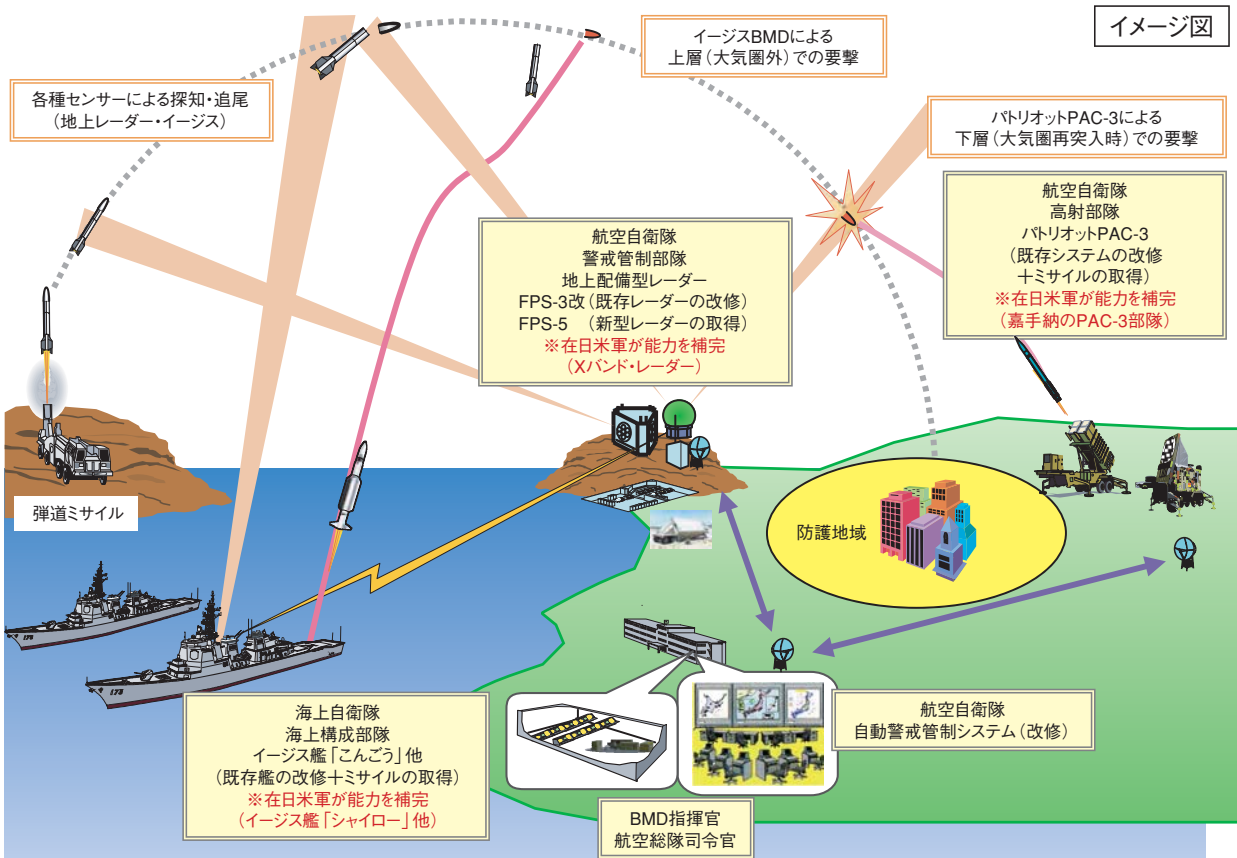 イメージ図
イージスBMDによる
上層（大気圏外）での要撃
各種センサーによる探知・追尾
（地上レーダー・イージス）
パトリオットPAC-3による
下層（大気圏再突入時）での要撃
航空自衛隊
高射部隊
パトリオットPAC-3
（既存システムの改修
＋ミサイルの取得）
※在日米軍が能力を補完
（嘉手納のPAC-3部隊）
航空自衛隊
警戒管制部隊
地上配備型レーダー
FPS-3改（既存レーダーの改修）
FPS-5　（新型レーダーの取得）
※在日米軍が能力を補完
（Xバンド・レーダー）
弾道ミサイル
防護地域
173
海上自衛隊
海上構成部隊
イージス艦「こんごう」他
（既存艦の改修＋ミサイルの取得）
※在日米軍が能力を補完
（イージス艦「シャイロー」他）
航空自衛隊
自動警戒管制システム（改修）
BMD指揮官
航空総隊司令官